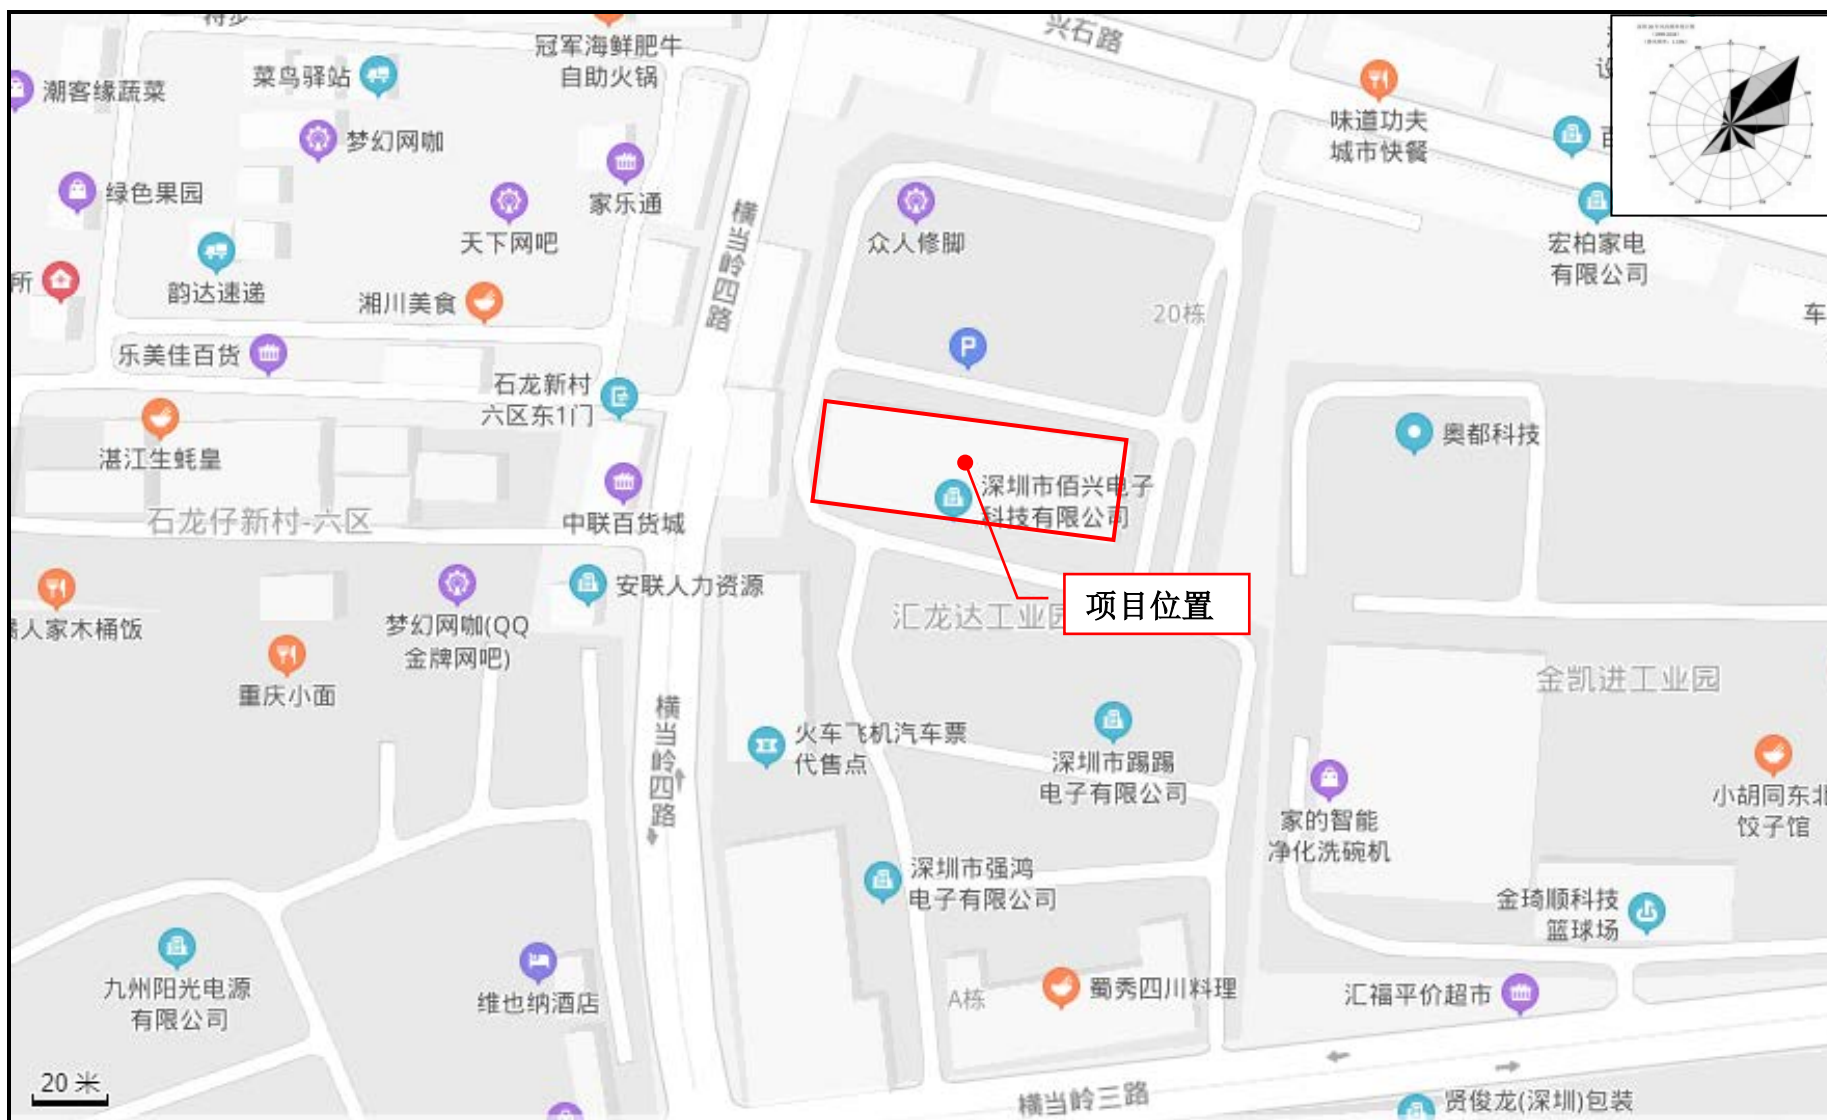 特步
冠军海鲜肥牛
自助火锅
兴石路
菜鸟驿站
潮客缘蔬菜
味道功夫
城市快餐
梦幻网咖
绿色果园
家乐通
横当岭四路
众人修脚
天下网吧
宏柏家电
有限公司
所
韵达速递
湘川美食
20栋
车
乐美佳百货
P
石龙新村
六区东1门
奥都科技
湛江生蚝皇
深圳市佰兴电子
科技有限公司
石龙仔新村-六区
中联百货城
安联人力资源
项目位置
汇龙达工业园
人家木桶饭
梦幻网咖(QQ
金牌网吧)
重庆小面
金凯进工业园
横当岭四路
火车飞机汽车票
代售点
深圳市踢踢
电子有限公司
小胡同东北
饺子馆
家的智能
净化洗碗机
深圳市强鸿
电子有限公司
金琦顺科技
篮球场
九州阳光电源
有限公司
维也纳酒店
A栋
蜀秀四川料理
汇福平价超市
20 米
横当岭三路
贤俊龙(深圳)包装